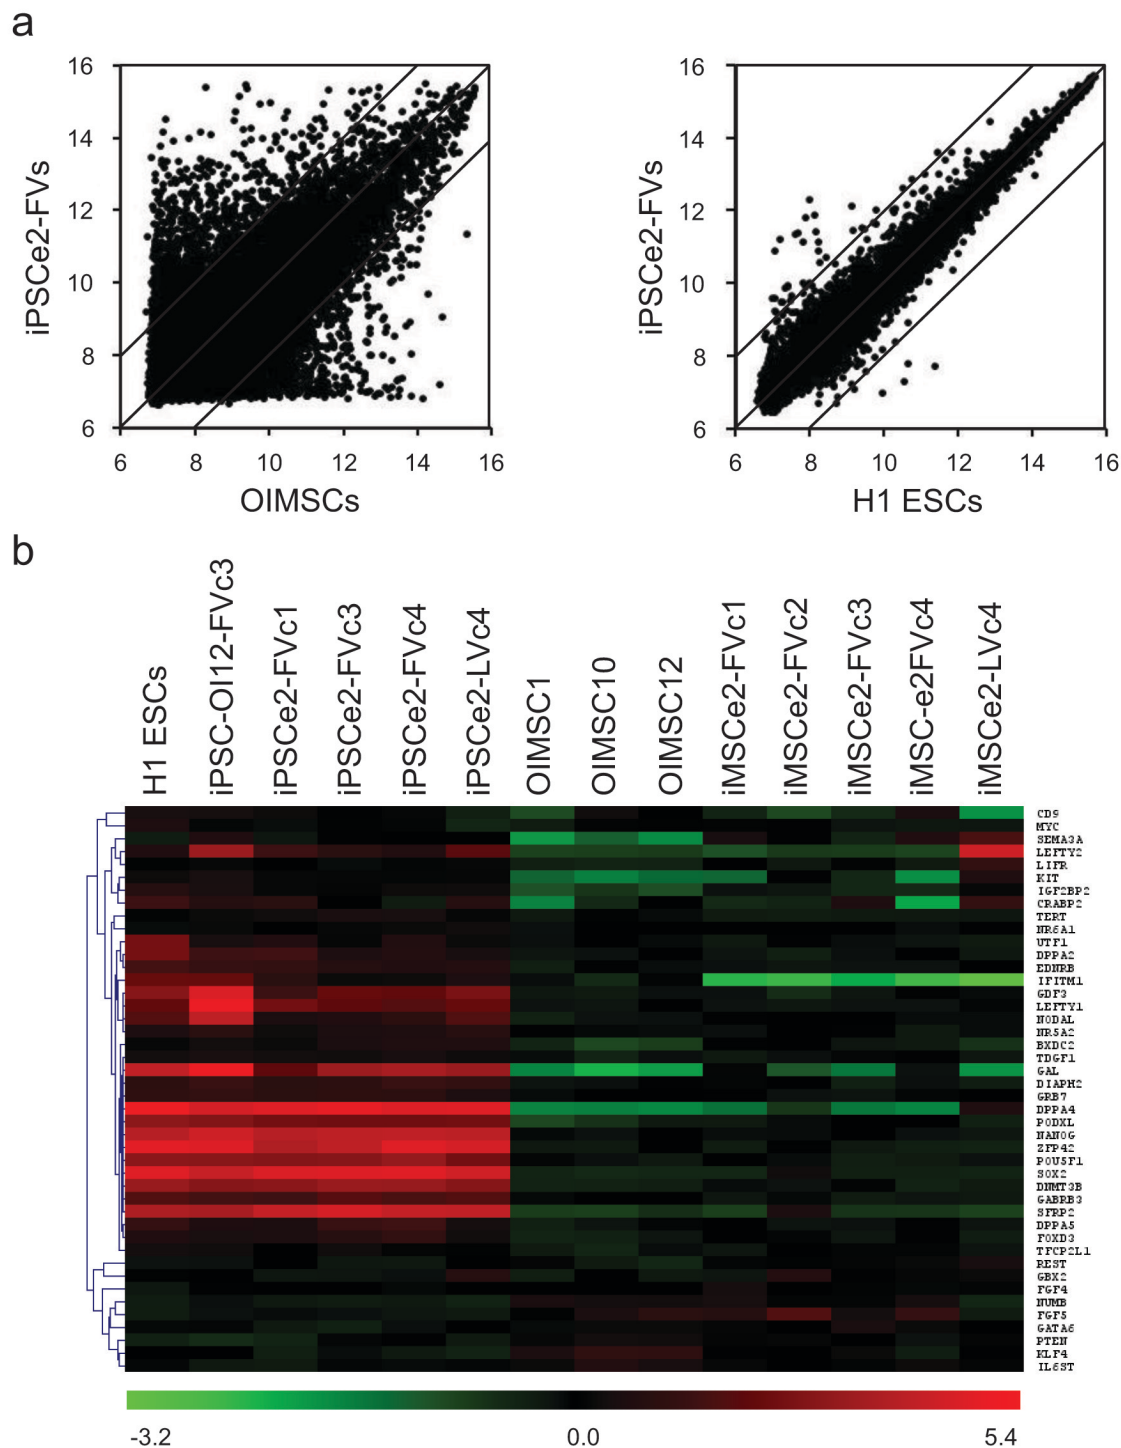 a
16
14
12
10
8
6
6 8 10 12 14 16
iPSCe2-FVs
OIMSCs
16
14
12
10
8
6
6 8 10 12 14 16
iPSCe2-FVs
H1 ESCs
b
H1 ESCs
iPSC-OI12-FVc3
iPSCe2-FVc1
iPSCe2-FVc3
iPSCe2-FVc4
iPSCe2-LVc4
OIMSC1
OIMSC10
OIMSC12
iMSCe2-FVc1
iMSCe2-FVc2
iMSCe2-FVc3
iMSC-e2FVc4
iMSCe2-LVc4
CD9
MYC
SEMA3A
LEFTY2
LIFR
KIT
IGF2BP2
CRABP2
TERT
NR6A1
UTF1
DPPA2
EDNRB
IFITM1
GDF3
LEFTY1
NODAL
NR5A2
BXDC2
TDGF1
GAL
DIAPH2
GRB7
DPPA4
PODXL
NANOG
ZFP42
POU5F1
SOX2
DNMT3B
GABRB3
SFRP2
DPPA5
FOXD3
TFCP2L1
REST
GBX2
FGF4
NUMB
FGF5
GATA6
PTEN
KLF4
IL6ST
-3.2 0.0 5.4